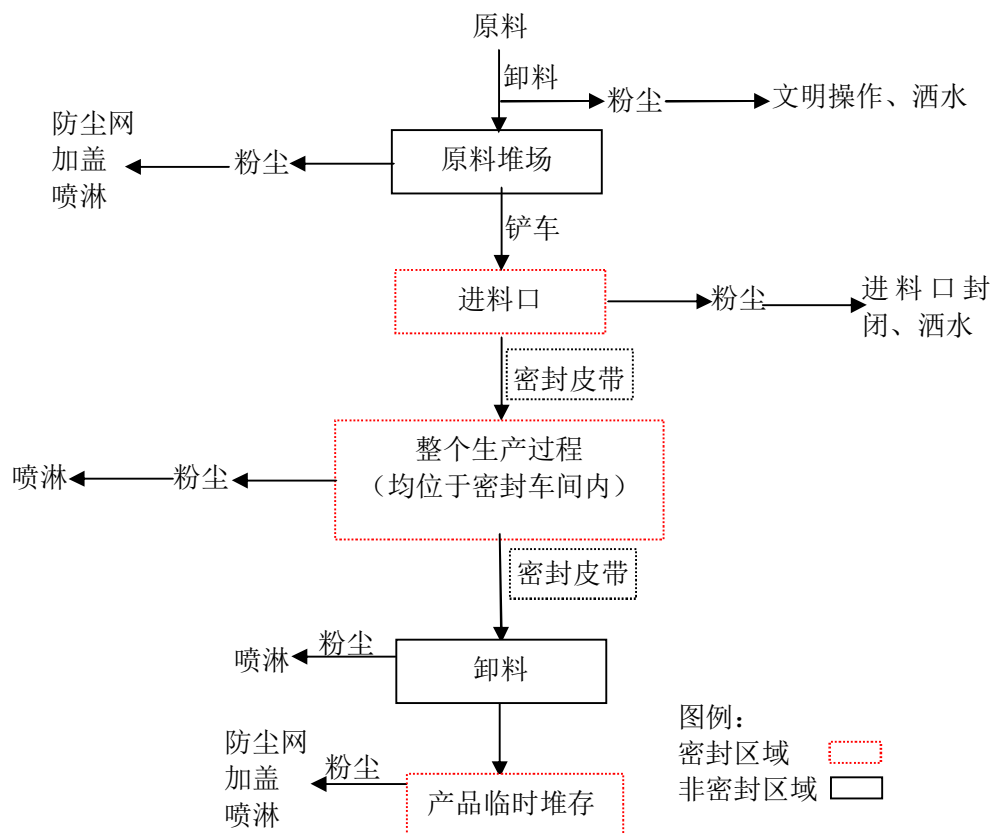 原料
卸料
粉尘
文明操作、洒水
防尘网
加盖
喷淋
粉尘
原料堆场
铲车
进料口
粉尘
进料口封
闭、洒水
密封皮带
整个生产过程
（均位于密封车间内）
粉尘
喷淋
密封皮带
粉尘
喷淋
卸料
防尘网
加盖
喷淋
粉尘
产品临时堆存
图例：
密封区域
非密封区域